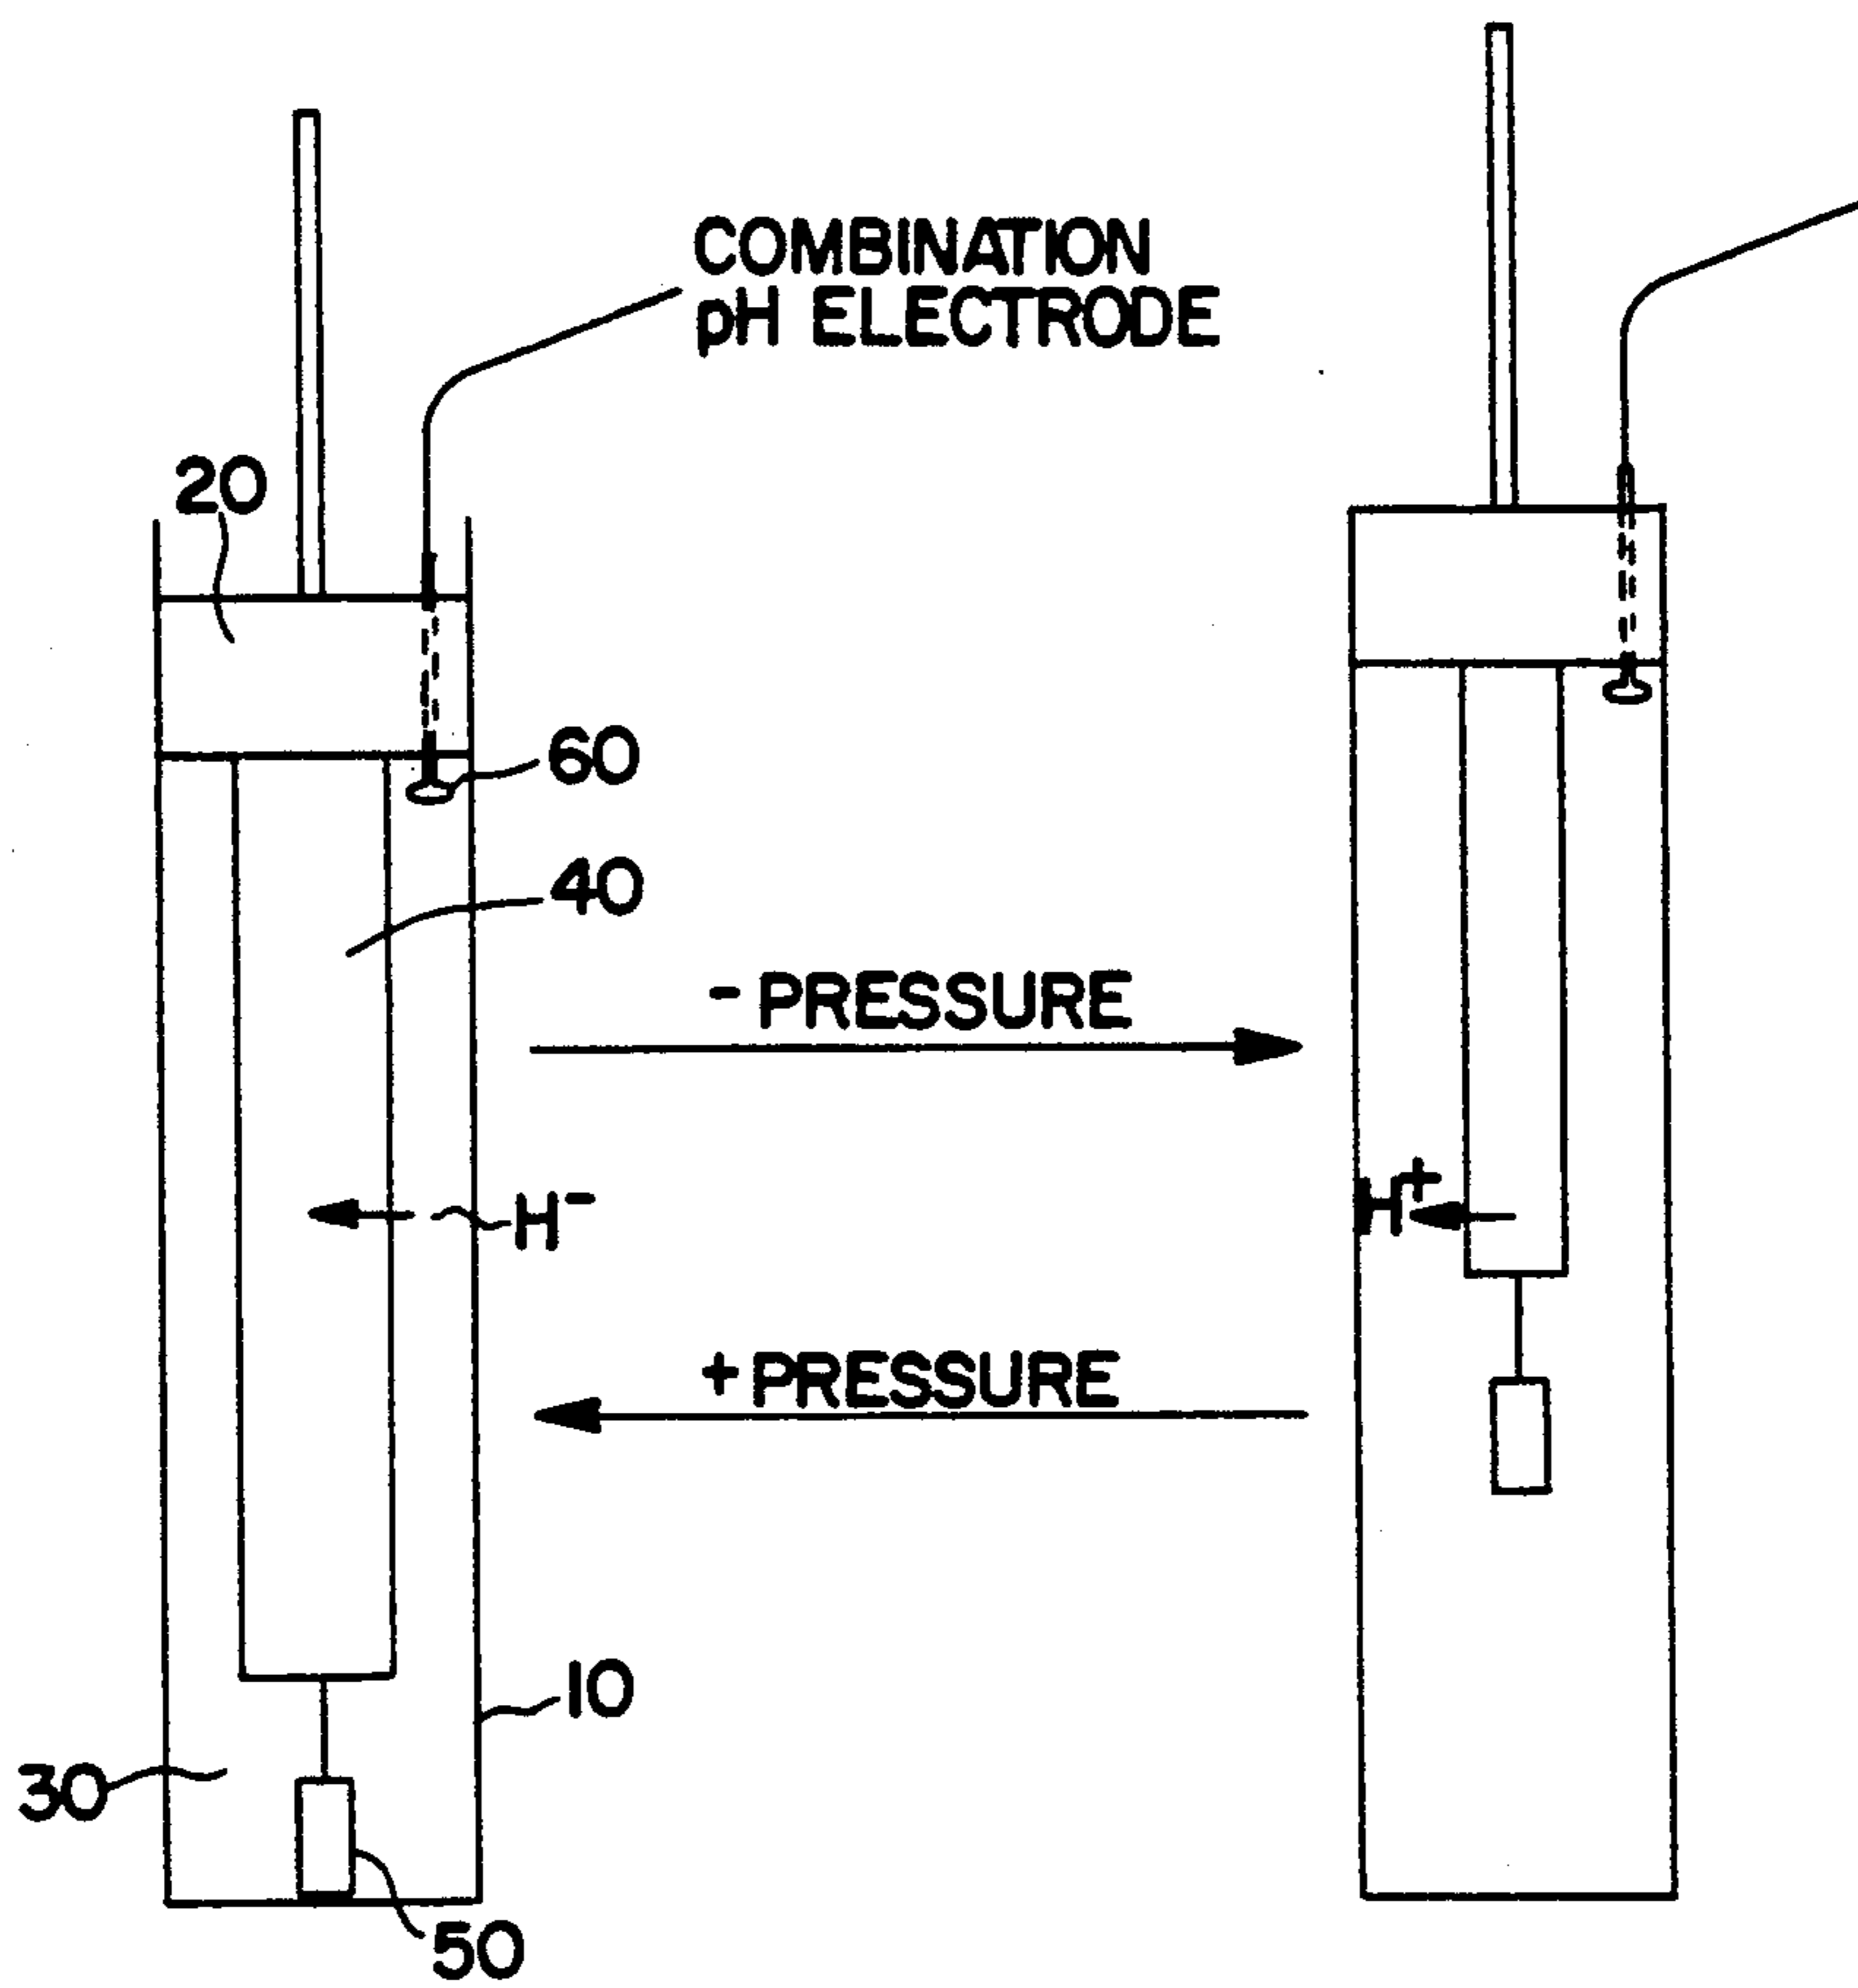 COMBINATION
pH ELECTRODE
20
60
40
- PRESSURE
H-
H+
+ PRESSURE
10
30
50